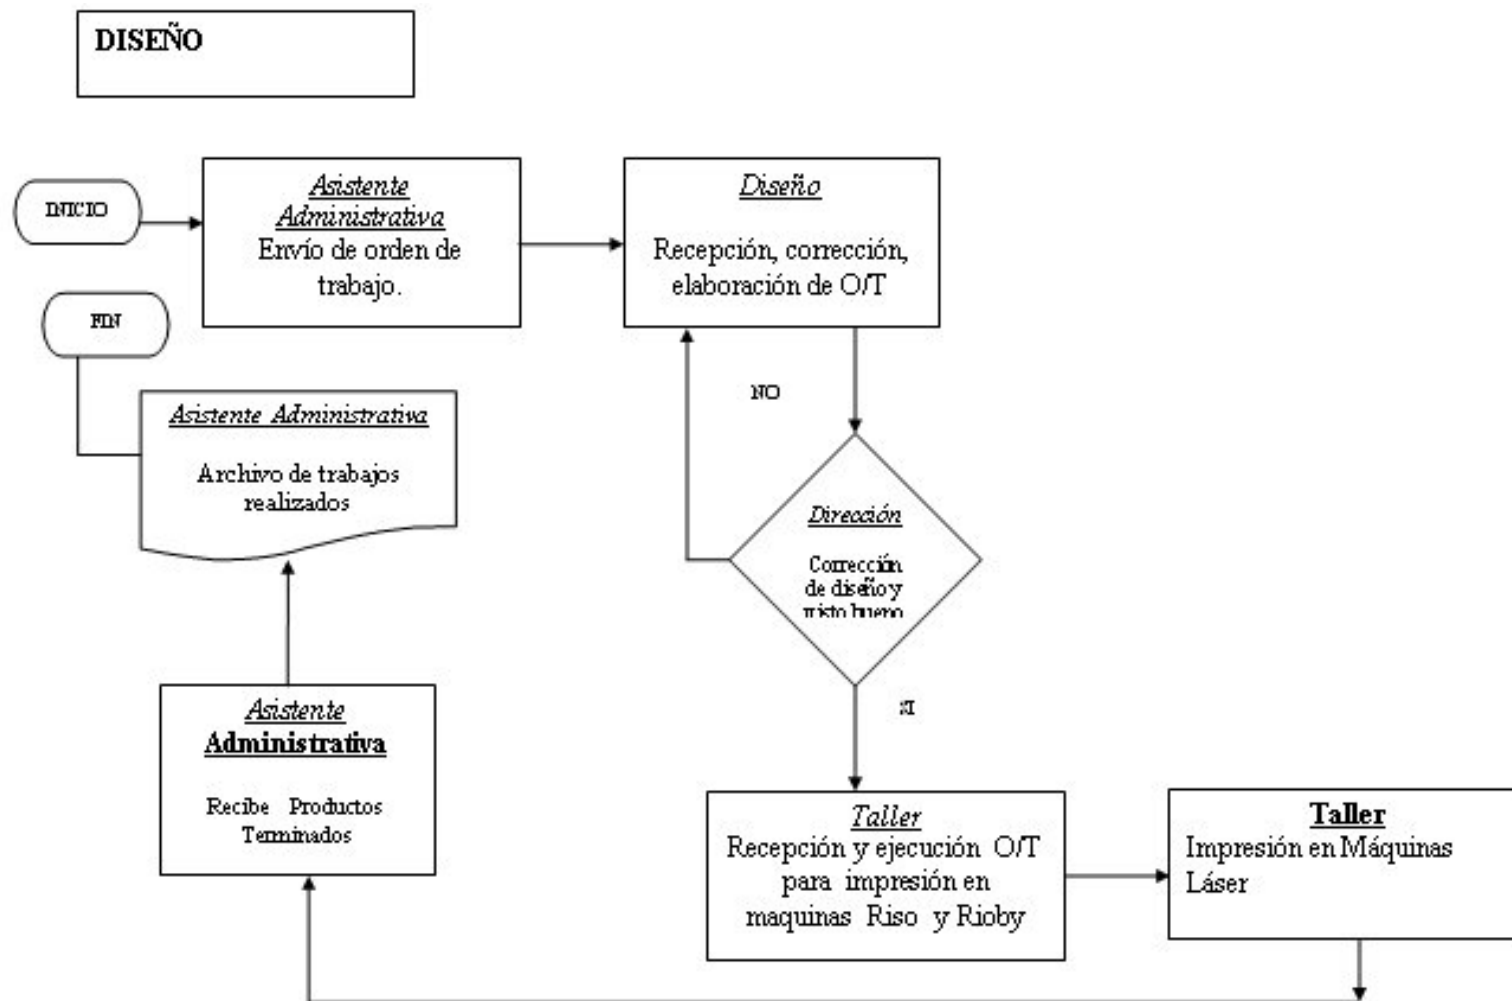 DISEÑO
INICIO
Asistente
Administrativa
Envío de orden de
trabajo.
Diseño
Recepción, corrección,
elaboración de O/T
FIN
Asistente Administrativa
Archivo de trabajos
realizados
NO
Dirección
Corrección
de diseño y
visto bueno
SI
Asistente
Administrativa
Recibe Productos
Terminados
Taller
Recepción y ejecución O/T
para impresión en
maquinas Riso y Rioby
Taller
Impresión en Máquinas
Láser